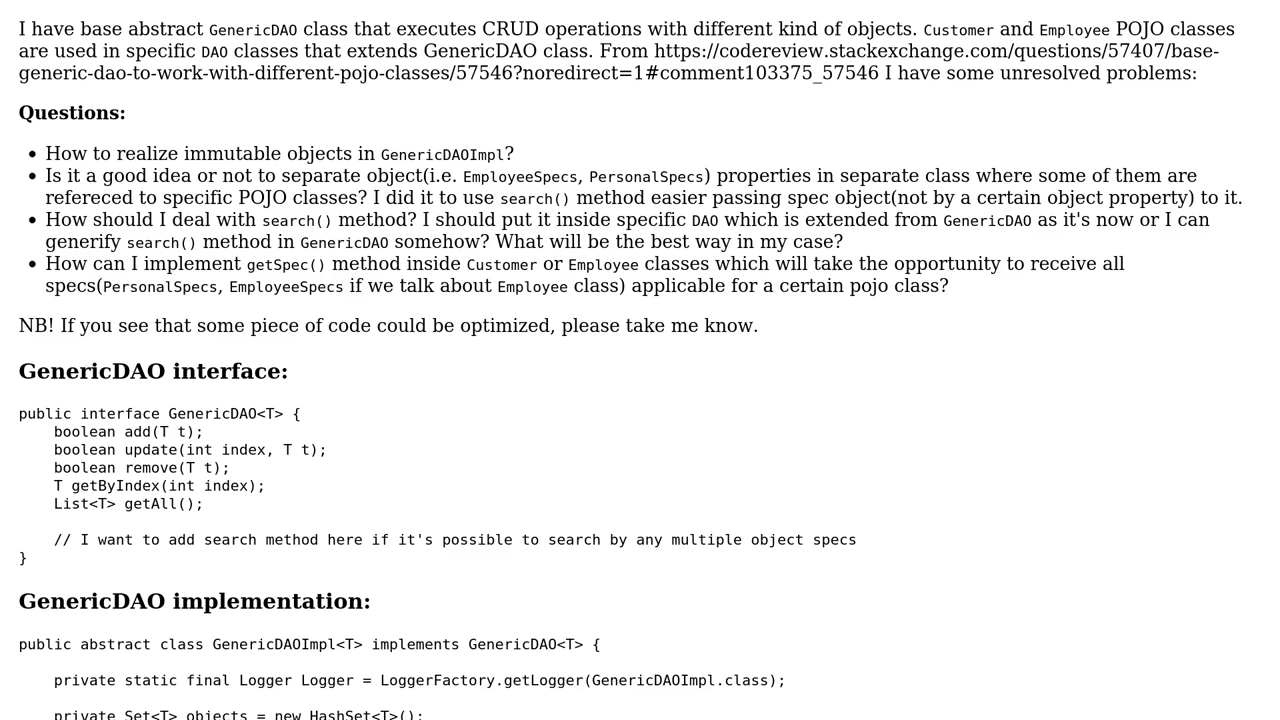 I have base abstract GenericDAO class that executes CRUD operations with different kind of objects. Customer and Employee POJO classes
are used in specific DAO classes that extends GenericDAO class. From https://codereview.stackexchange.com/questions/57407/base-
generic-dao-to-work-with-different-pojo-classes/57546?noredirect=1#comment103375_57546 I have some unresolved problems:
Questions:
• How to realize immutable objects in GenericDAOImpl?
• Is it a good idea or not to separate object(i.e. EmployeeSpecs, PersonalSpecs) properties in separate class where some of them are
refereced to specific POJO classes? I did it to use search() method easier passing spec object(not by a certain object property) to it.
• How should I deal with search() method? I should put it inside specific DAO which is extended from GenericDAO as it's now or I can
generify search() method in GenericDAO somehow? What will be the best way in my case?
• How can I implement getSpec() method inside Customer or Employee classes which will take the opportunity to receive all
specs(PersonalSpecs, EmployeeSpecs if we talk about Employee class) applicable for a certain pojo class?
NB! If you see that some piece of code could be optimized, please take me know.
GenericDAO interface:
public interface GenericDAO<T> {
    boolean add(T t);
    boolean update(int index, T t);
    boolean remove(T t);
    T getByIndex(int index);
    List<T> getAll();
    // I want to add search method here if it's possible to search by any multiple object specs
}
GenericDAO implementation:
public abstract class GenericDAOImpl<T> implements GenericDAO<T> {
    private static final Logger Logger = LoggerFactory.getLogger(GenericDAOImpl.class);
    private Set<T> objects = new HashSet<T>();